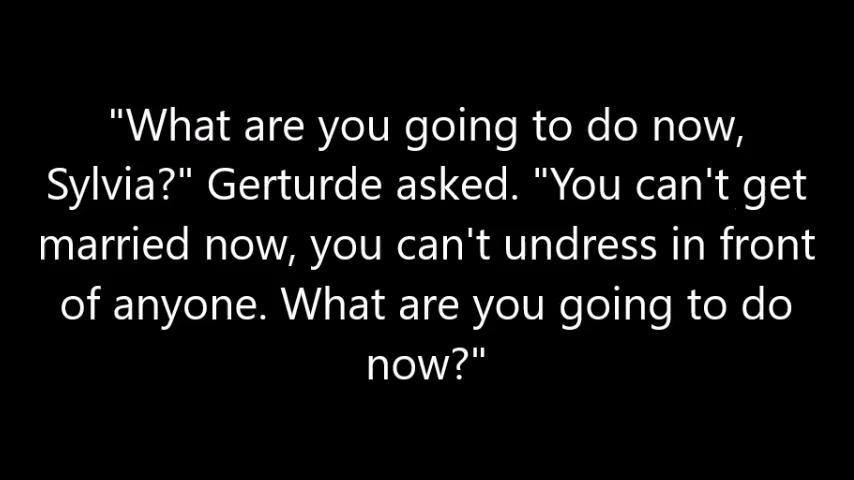 "What are you going to do now,
Sylvia?" Gerturde asked. "You can't get
married now, you can't undress in front
of anyone. What are you going to do
now?"